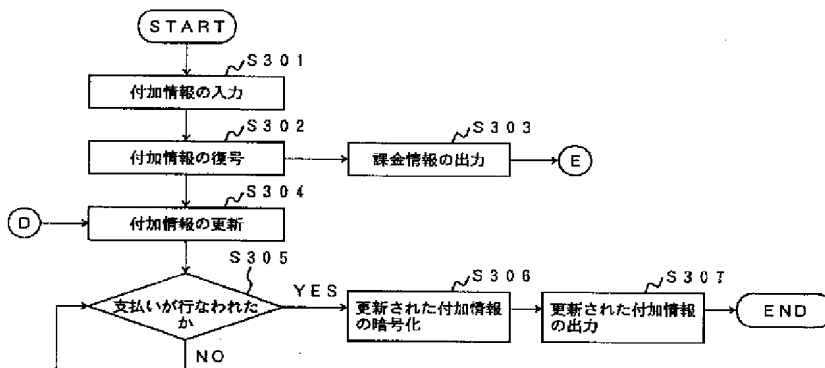 START
S301
付加情報の入力
S302
付加情報の復号
S303
課金情報の出力
E
S304
D
付加情報の更新
S305
支払いが行なわれた
か
YES
NO
S306
更新された付加情報
の暗号化
S307
更新された付加情報
の出力
END